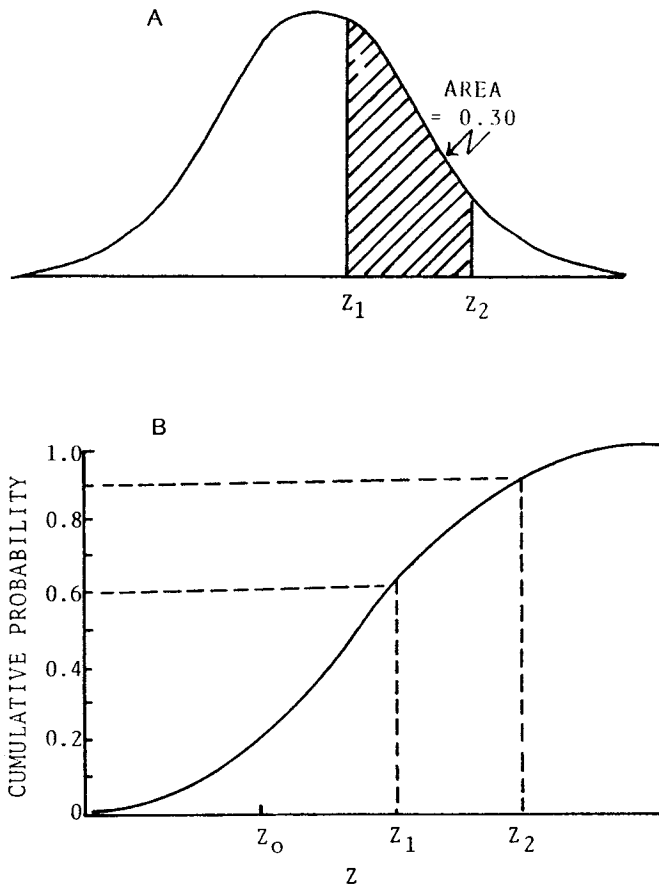 A
AREA
= 0.30
Z1
Z2
B
CUMULATIVE PROBABILITY
1.0
0.8
0.6
0.4
0.2
0
Zo
Z1
Z2
Z